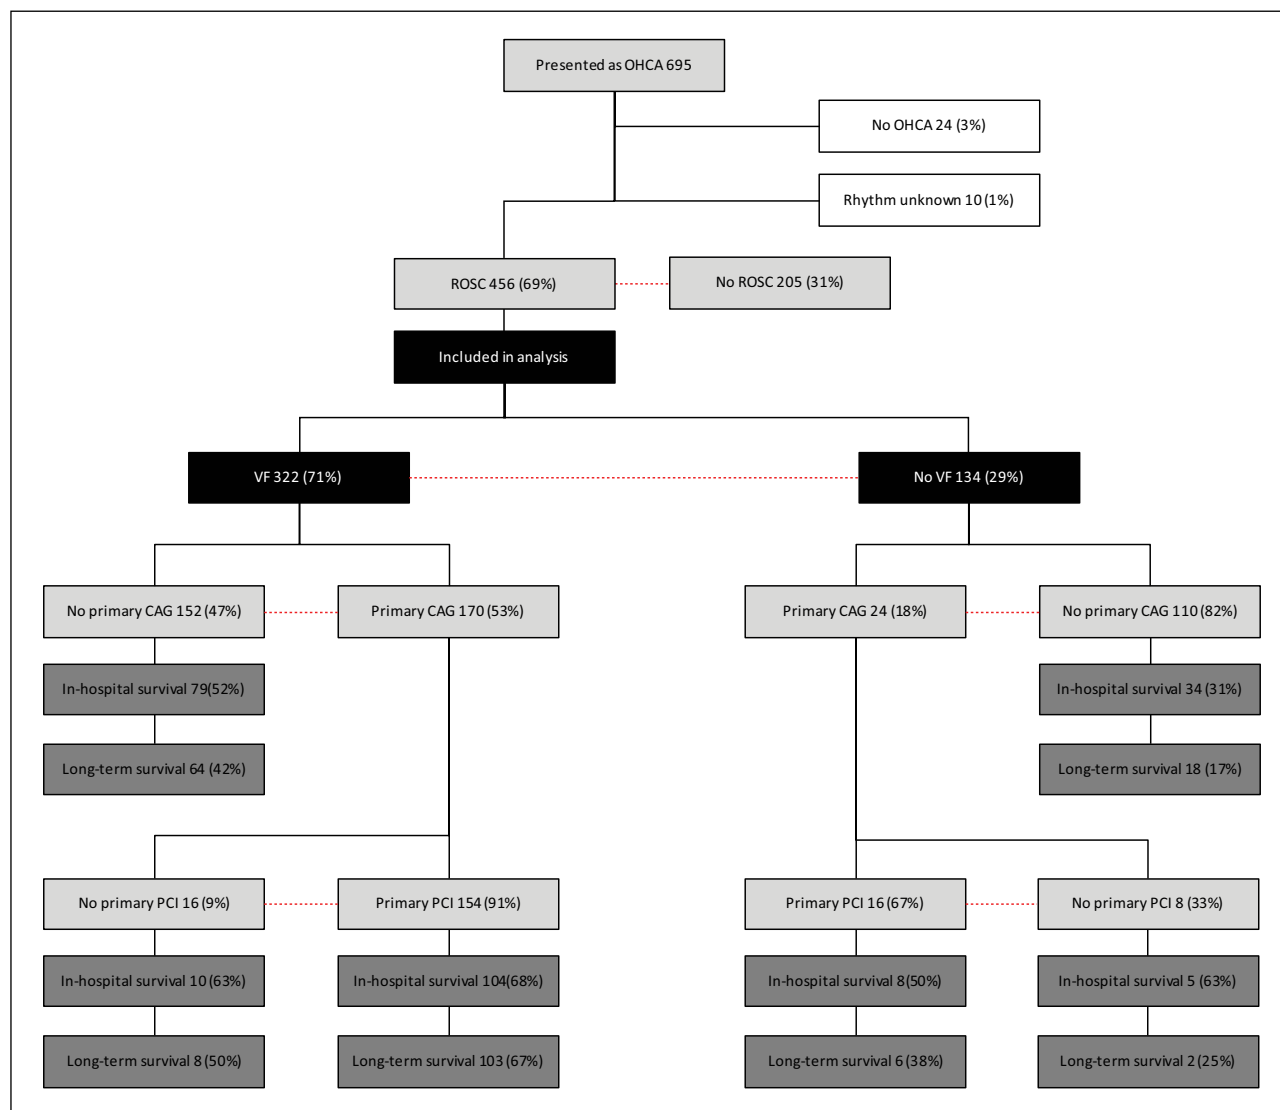 Presented as OHCA 695
No OHCA 24 (3%)
Rhythm unknown 10 (1%)
ROSC 456 (69%)
No ROSC 205 (31%)
Included in analysis
VF 322 (71%)
No VF 134 (29%)
No primary CAG 152 (47%)
Primary CAG 170 (53%)
Primary CAG 24 (18%)
No primary CAG 110 (82%)
In-hospital survival 79(52%)
In-hospital survival 34 (31%)
Long-term survival 64 (42%)
Long-term survival 18 (17%)
No primary PCI 16 (9%)
Primary PCI 154 (91%)
Primary PCI 16 (67%)
No primary PCI 8 (33%)
In-hospital survival 10 (63%)
In-hospital survival 104(68%)
In-hospital survival 8(50%)
In-hospital survival 5 (63%)
Long-term survival 8 (50%)
Long-term survival 103 (67%)
Long-term survival 6 (38%)
Long-term survival 2 (25%)